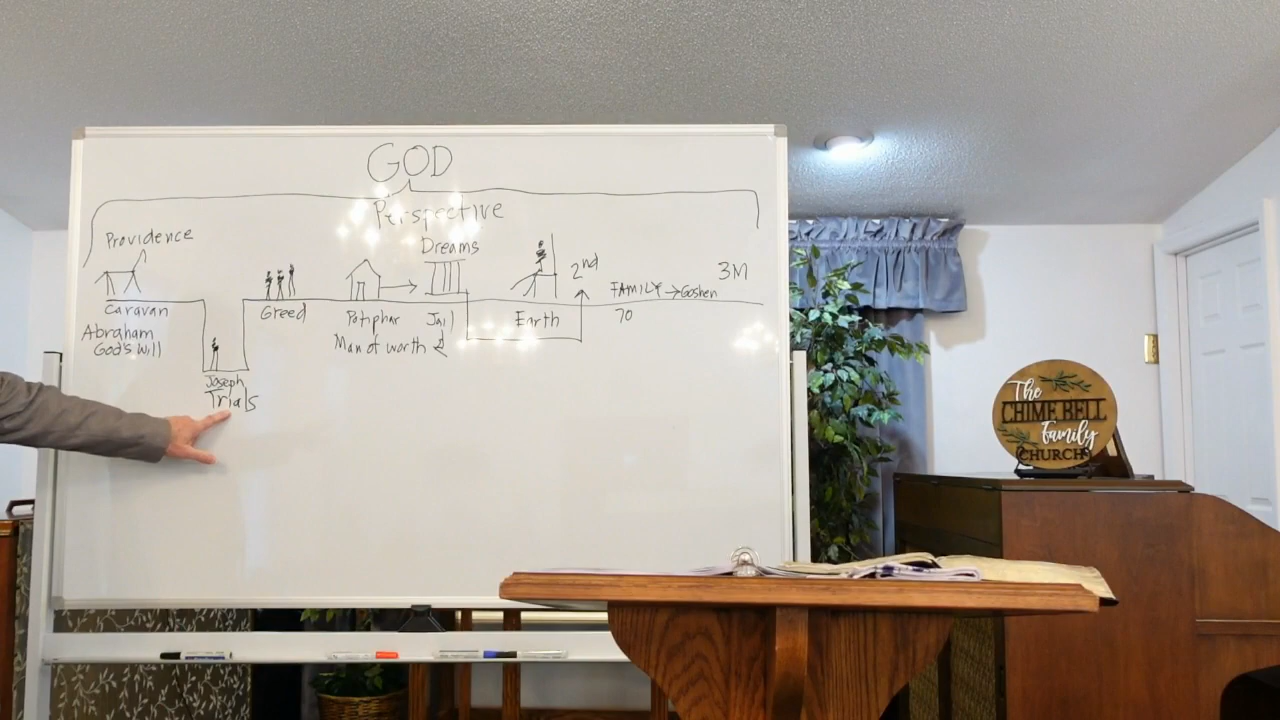 GOD
Perspective
Providence
Dreams
2nd
3M
FAMILY → Goshen
Caravan
Greed
Potiphar
Jail
Earth
70
Abraham
God's will
Man of worth
Joseph
Trials
The
CHIME BELL
Family
CHURCH